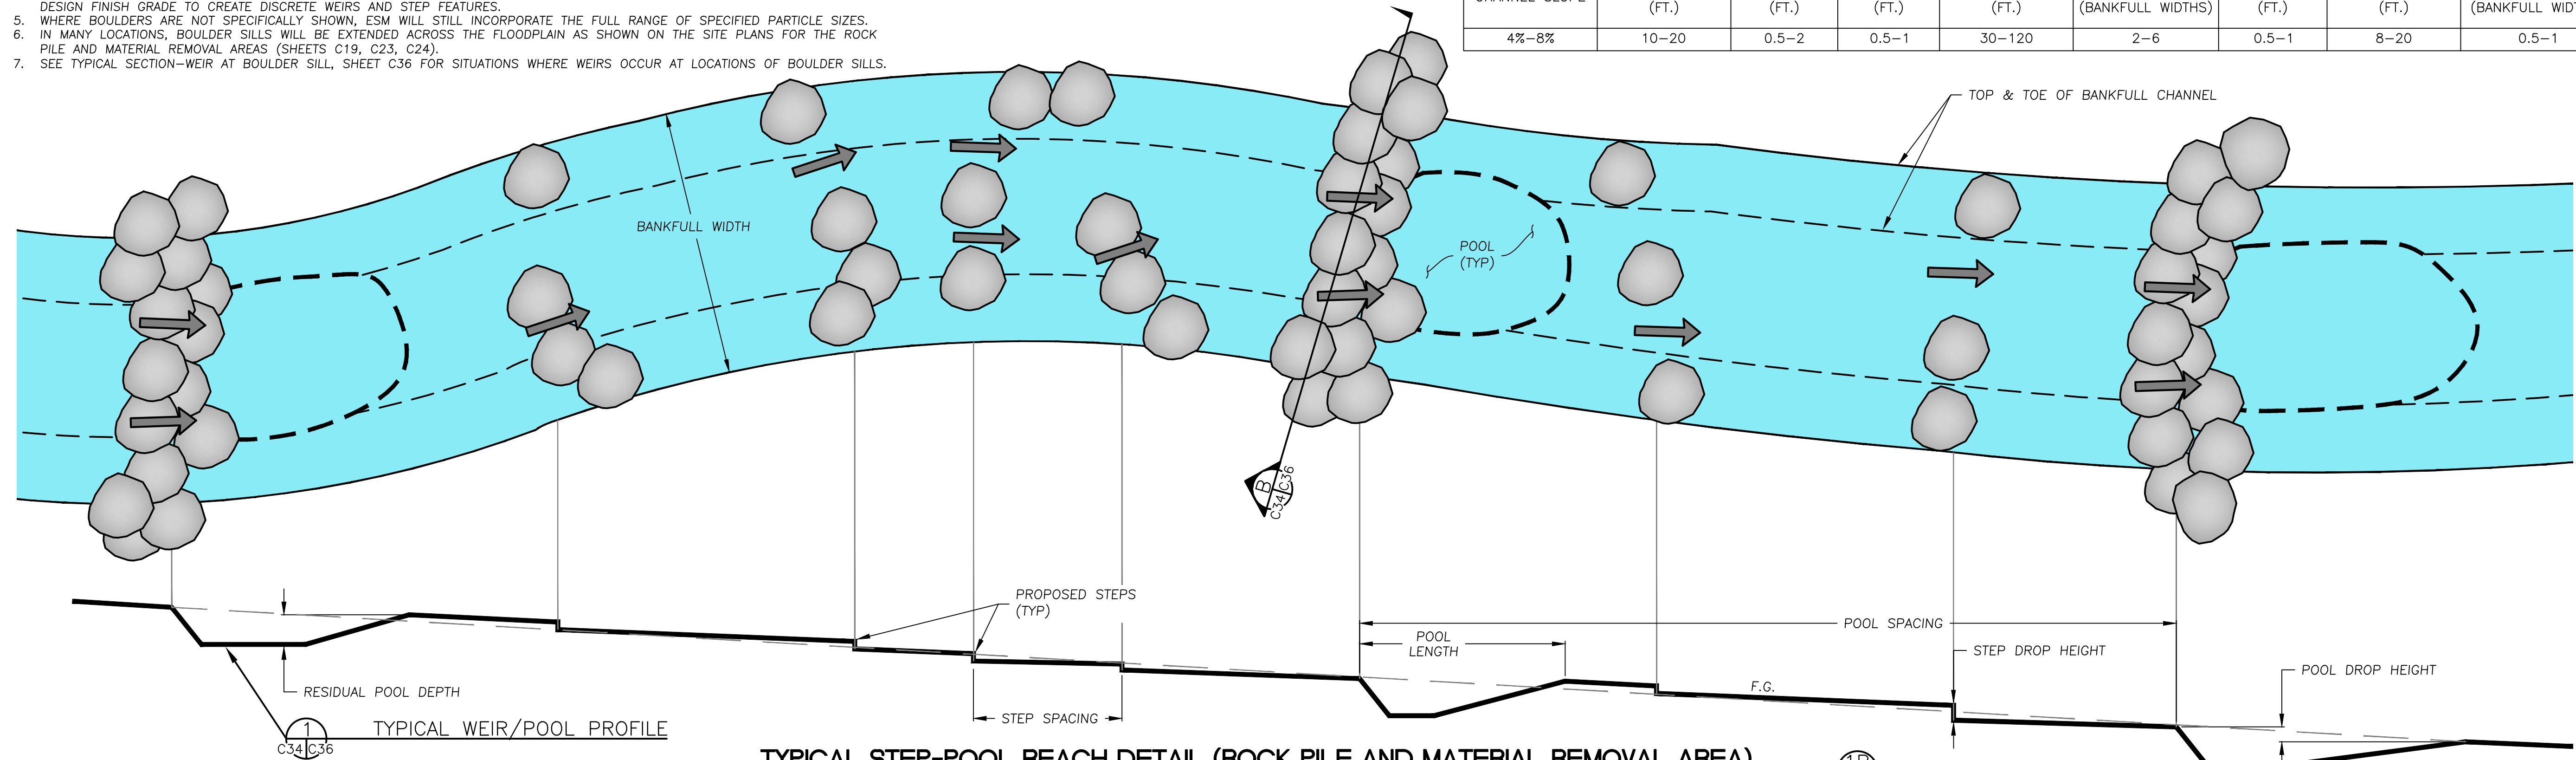 DESIGN FINISH GRADE TO CREATE DISCRETE WEIRS AND STEP FEATURES.
5. WHERE BOULDERS ARE NOT SPECIFICALLY SHOWN, ESM WILL STILL INCORPORATE THE FULL RANGE OF SPECIFIED PARTICLE SIZES.
6. IN MANY LOCATIONS, BOULDER SILLS WILL BE EXTENDED ACROSS THE FLOODPLAIN AS SHOWN ON THE SITE PLANS FOR THE ROCK
PILE AND MATERIAL REMOVAL AREAS (SHEETS C19, C23, C24).
7. SEE TYPICAL SECTION-WEIR AT BOULDER SILL, SHEET C36 FOR SITUATIONS WHERE WEIRS OCCUR AT LOCATIONS OF BOULDER SILLS.
(FT.) (FT.) (FT.) (FT.) (BANKFULL WIDTHS) (FT.) (FT.)
4%-8% 10-20 0.5-2 0.5-1 30-120 2-6 0.5-1 8-20 0.5-1
TOP & TOE OF BANKFULL CHANNEL
BANKFULL WIDTH
POOL
(TYP)
B
C34 C36
PROPOSED STEPS
(TYP)
POOL SPACING
POOL
LENGTH
STEP DROP HEIGHT
POOL DROP HEIGHT
RESIDUAL POOL DEPTH
F.G.
STEP SPACING
1
C34 C36
TYPICAL WEIR/POOL PROFILE
TYPICAL STEP-POOL REACH DETAIL (ROCK PILE AND MATERIAL REMOVAL AREA)